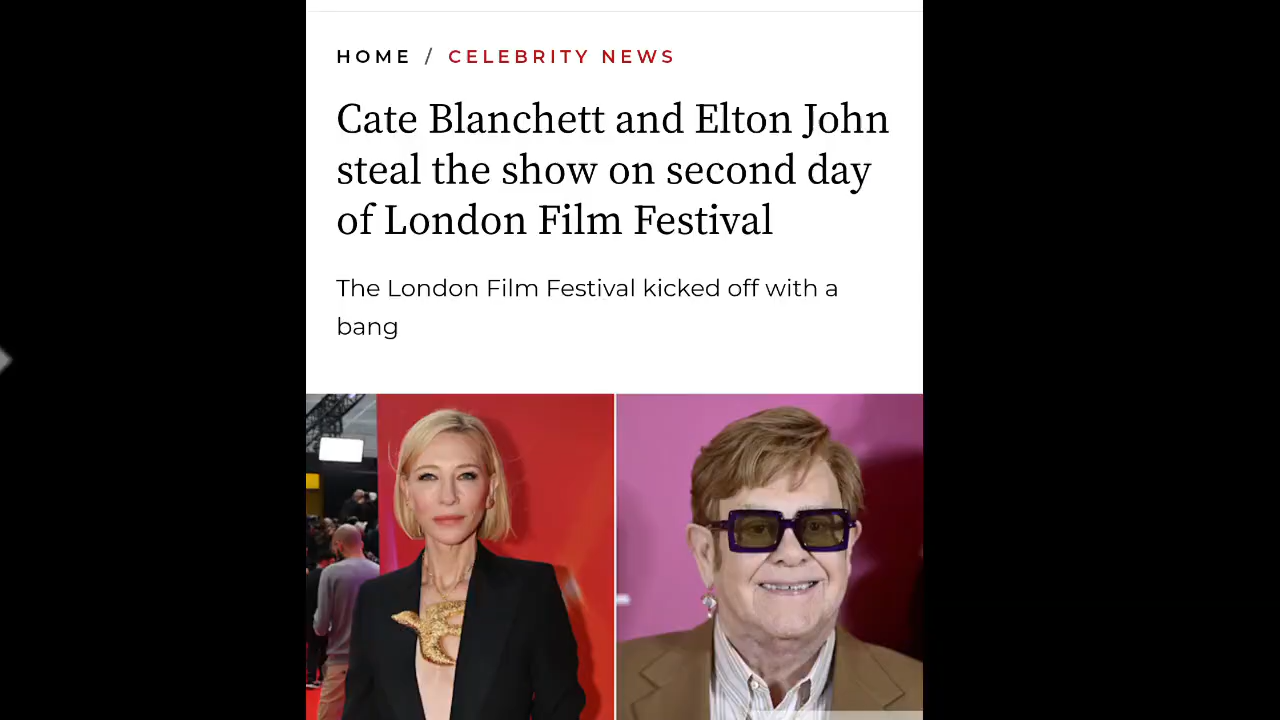 HOME / CELEBRITY NEWS
Cate Blanchett and Elton John
steal the show on second day
of London Film Festival
The London Film Festival kicked off with a
bang